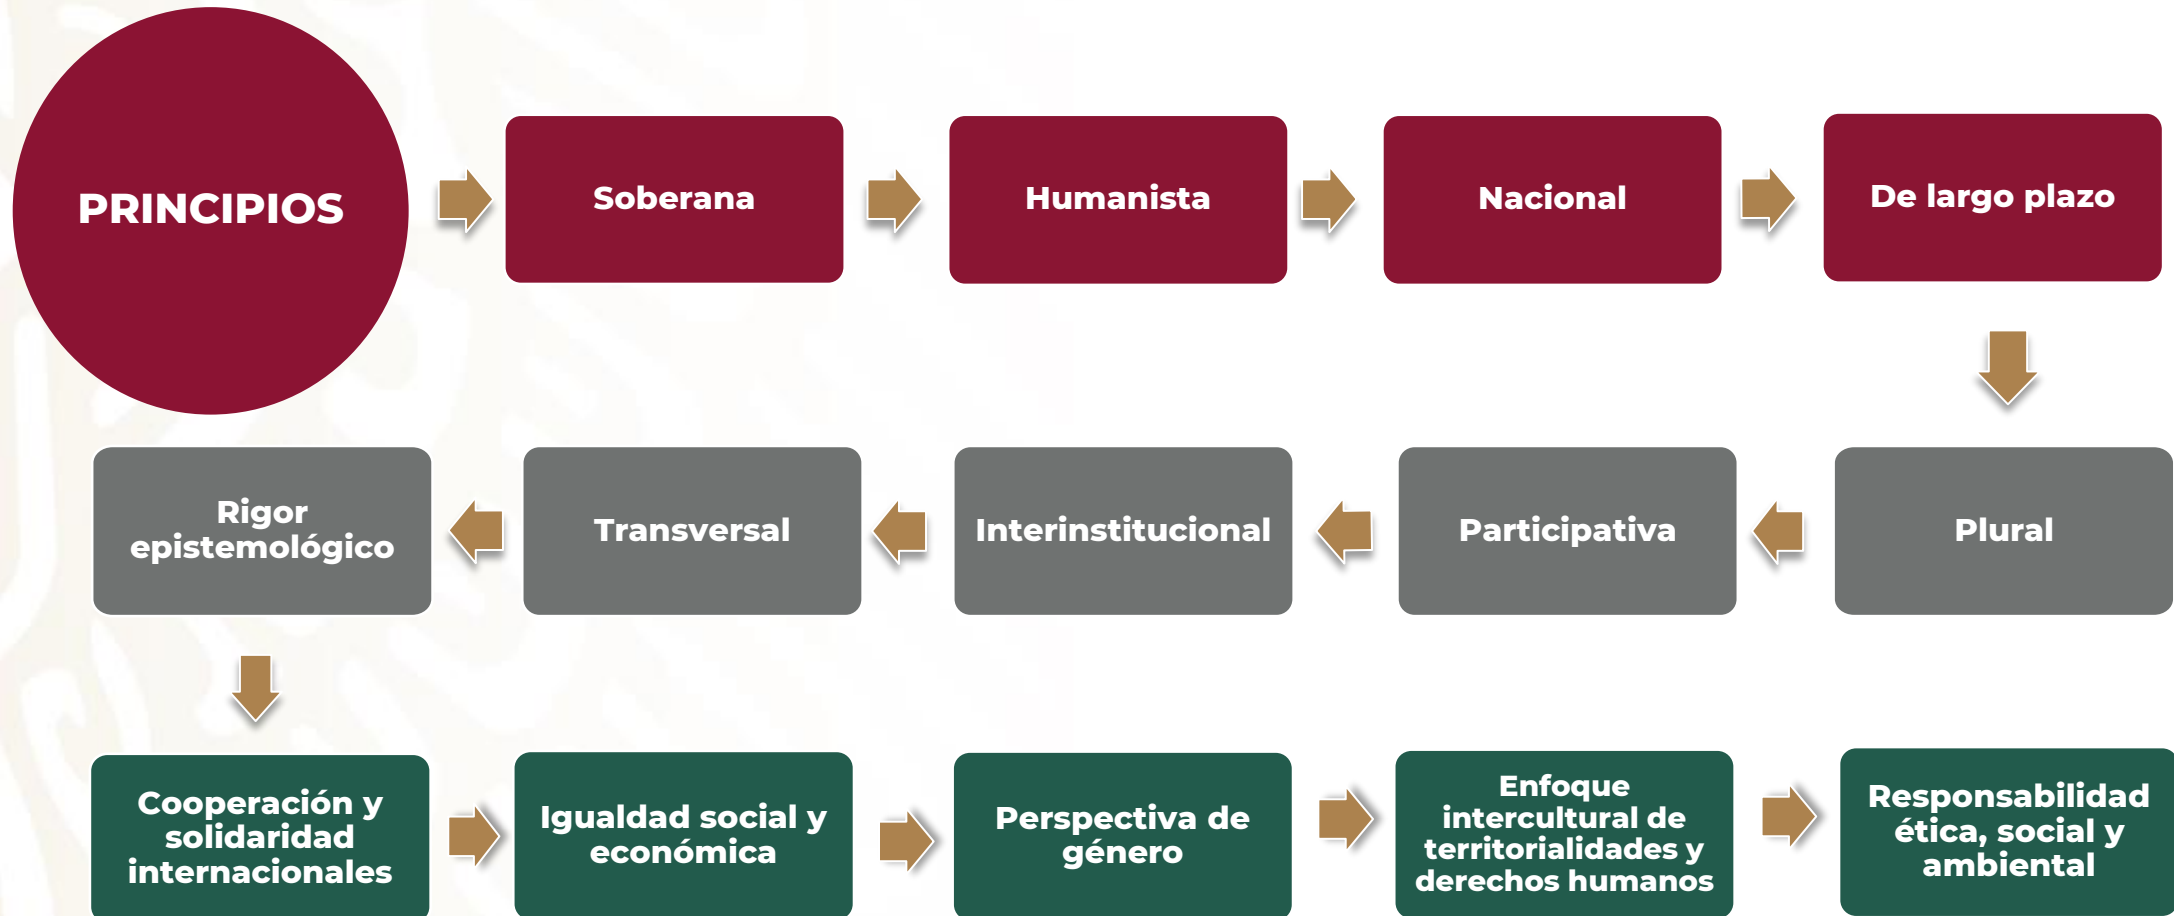 PRINCIPIOS
Soberana
Humanista
Nacional
De largo plazo
Plural
Participativa
Interinstitucional
Transversal
Rigor
epistemológico
Cooperación y
solidaridad
internacionales
Igualdad social y
económica
Perspectiva de
género
Enfoque
intercultural de
territorialidades y
derechos humanos
Responsabilidad
ética, social y
ambiental